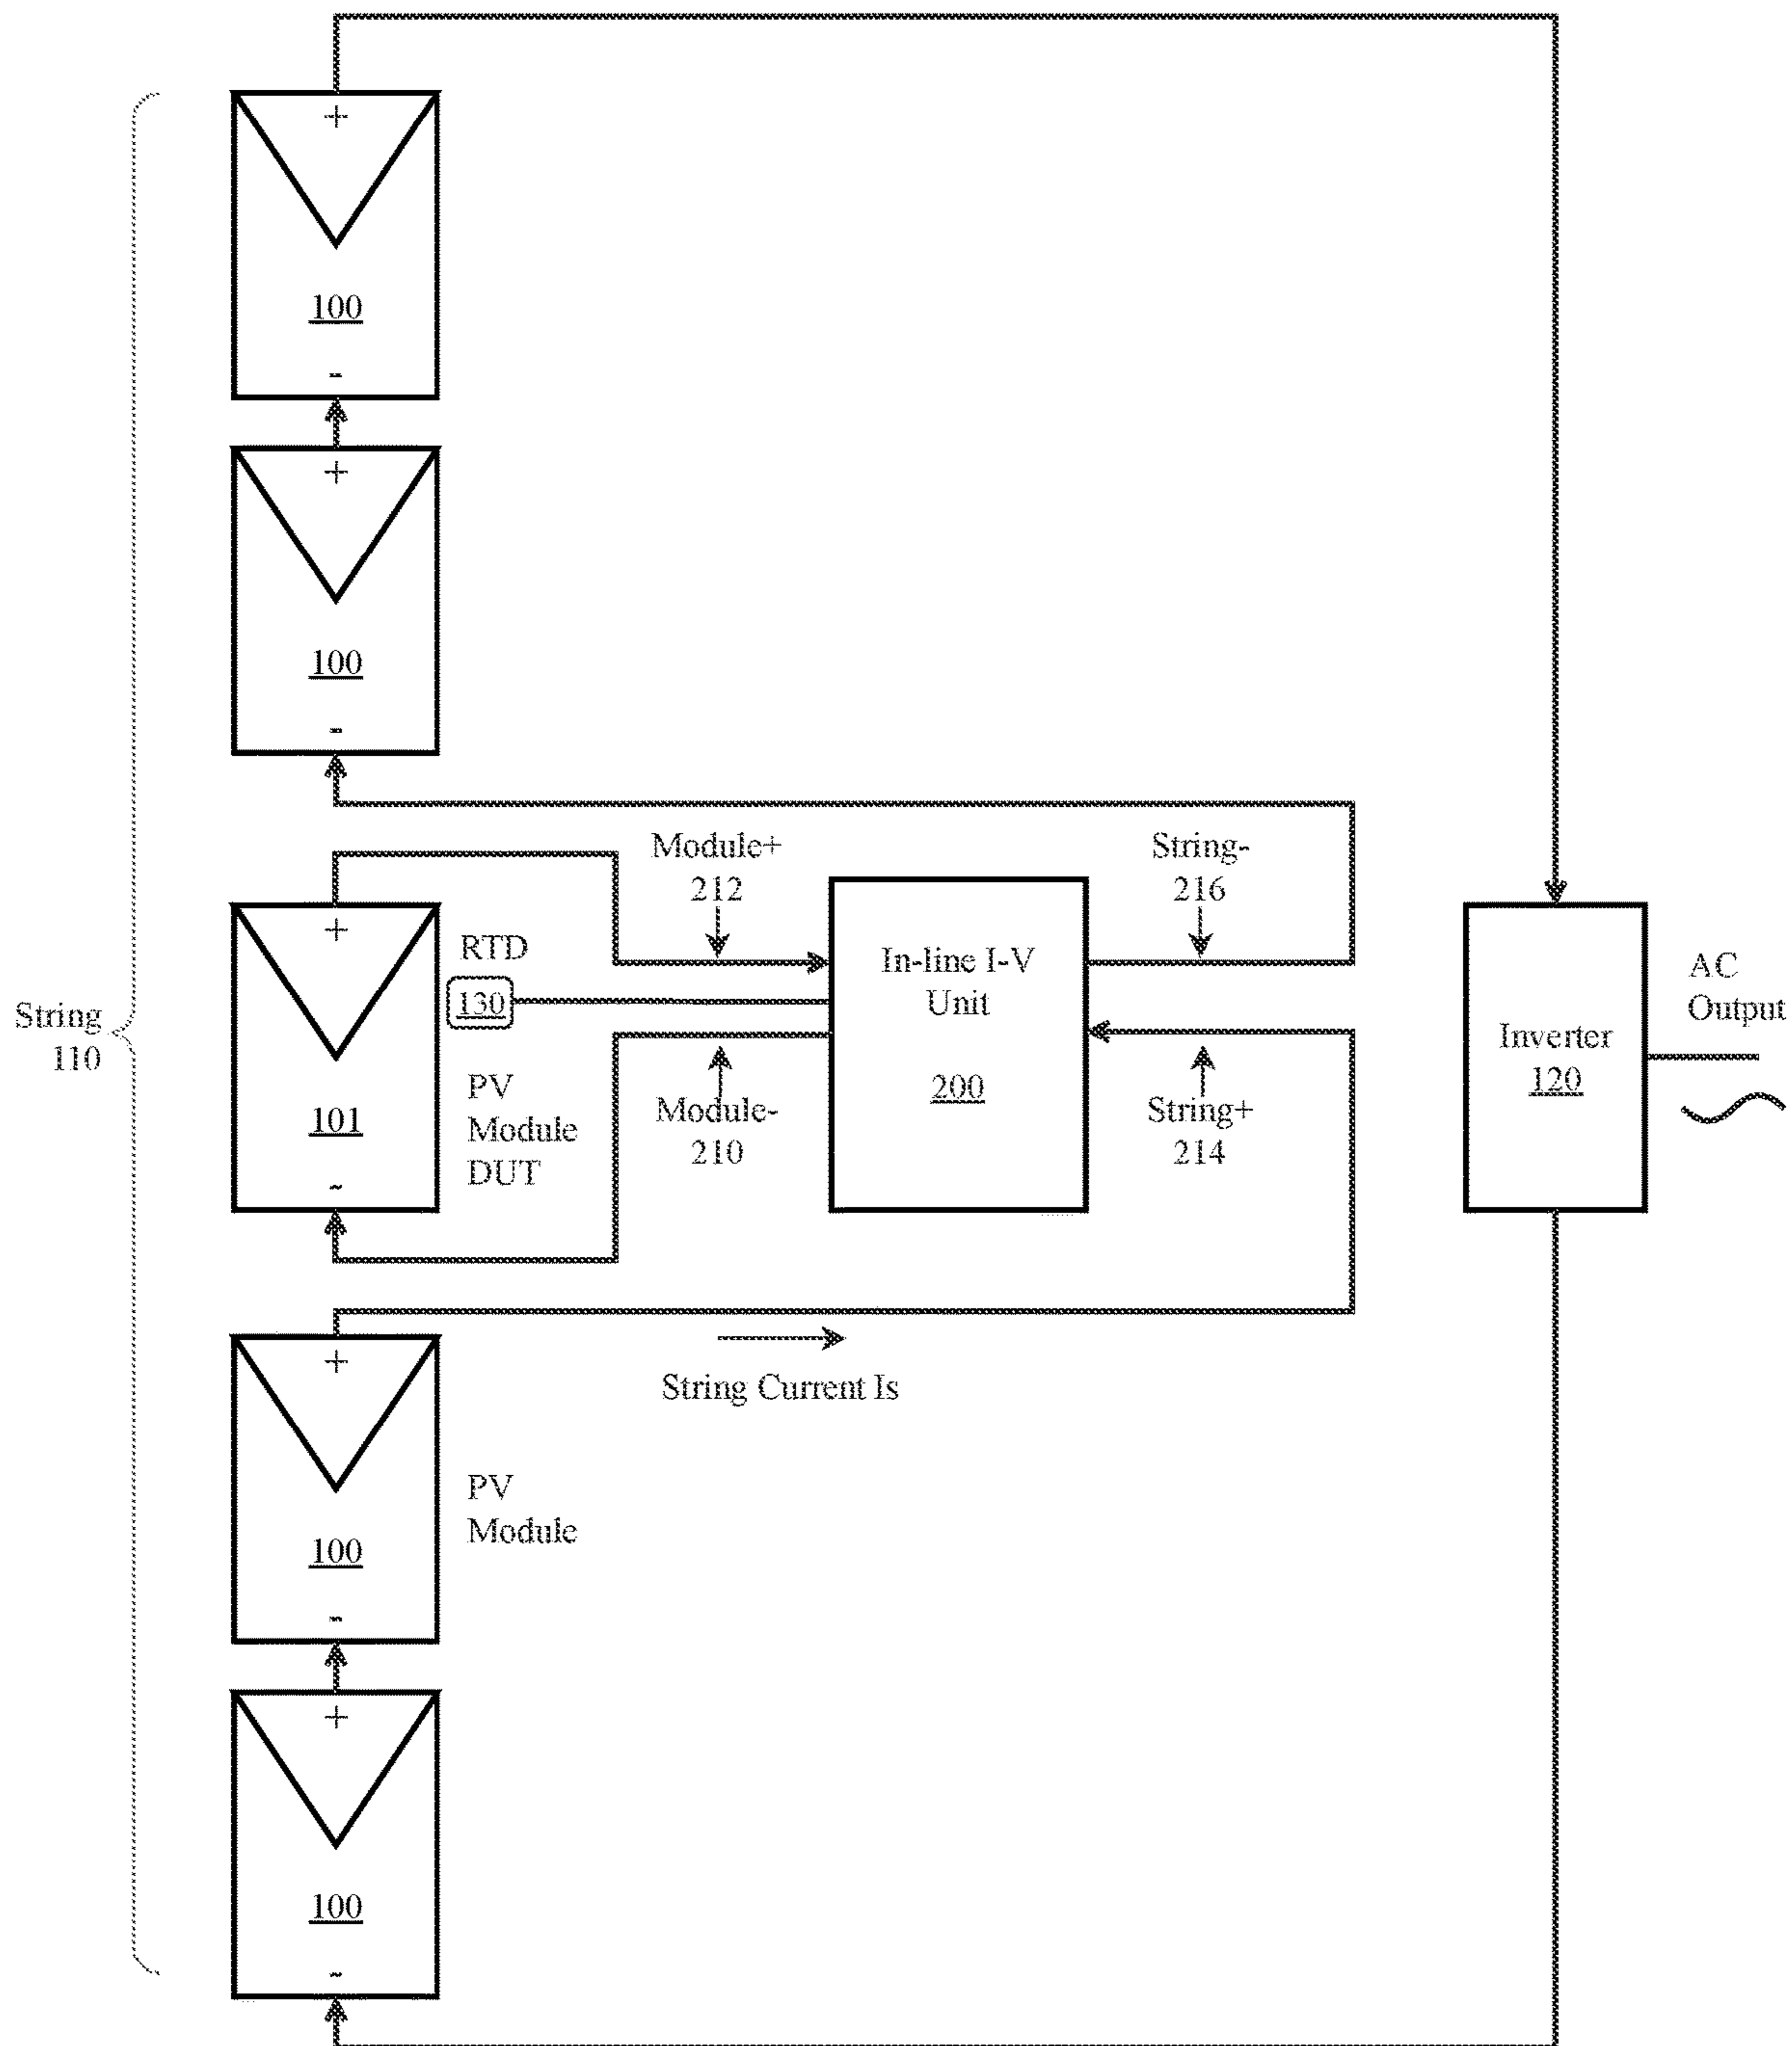 +
100
-
+
100
-
Module+
212
String-
216
+
RTD
130
In-line I-V
Unit
200
AC
Output
String
110
Inverter
120
PV
Module
DUT
101
-
Module-
210
String+
214
+
String Current Is
PV
Module
100
-
+
100
-